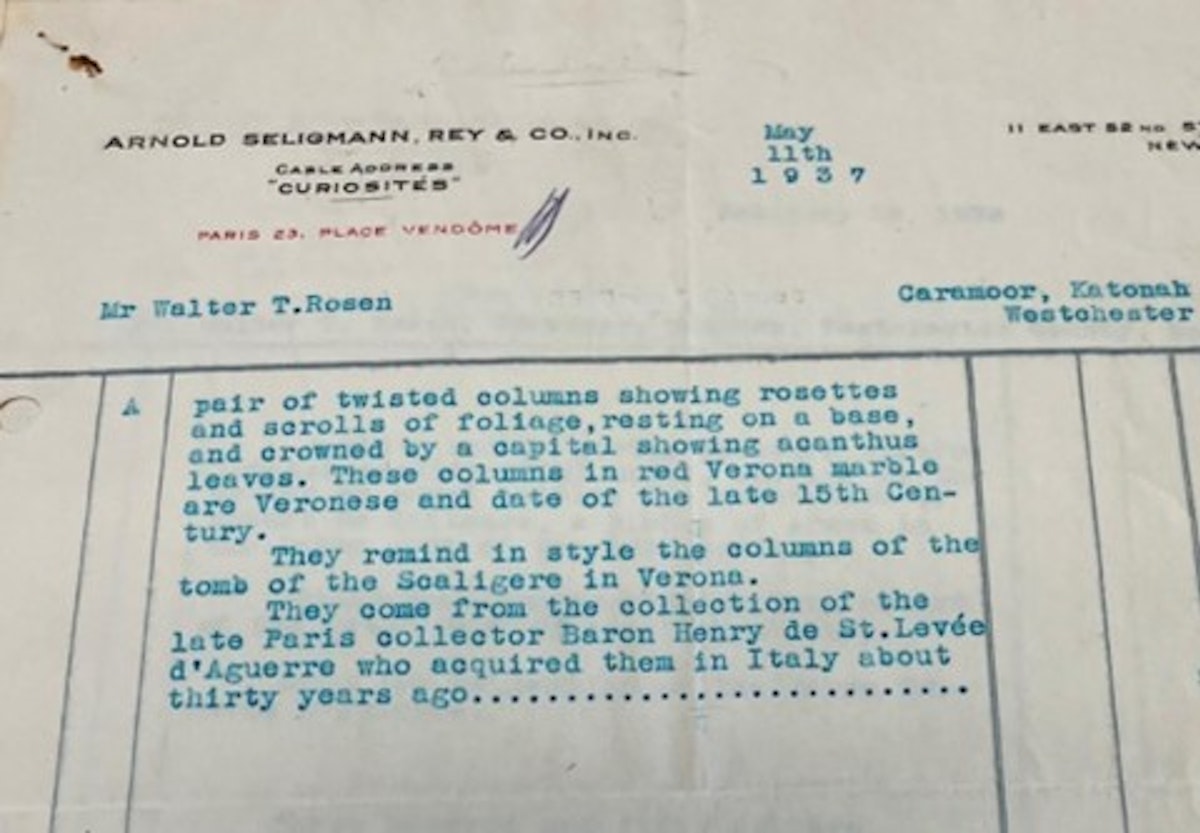 ARNOLD SELIGMANN, REY & CO., INC.
CABLE ADDRESS
"CURIOSITÉS"
PARIS 23, PLACE VENDÔME
May
11th
1937
11 EAST 52ND
NEW
Mr Walter T.Rosen
Caramoor, Katonah
Westchester
A pair of twisted columns showing rosettes
and scrolls of foliage,resting on a base,
and crowned by a capital showing acanthus
leaves. These columns in red Verona marble
are Veronese and date of the late 15th Cen-
tury.
They remind in style the columns of the
tomb of the Scaligere in Verona.
They come from the collection of the
late Paris collector Baron Henry de St.Levée
d'Aguerre who acquired them in Italy about
thirty years ago..............................